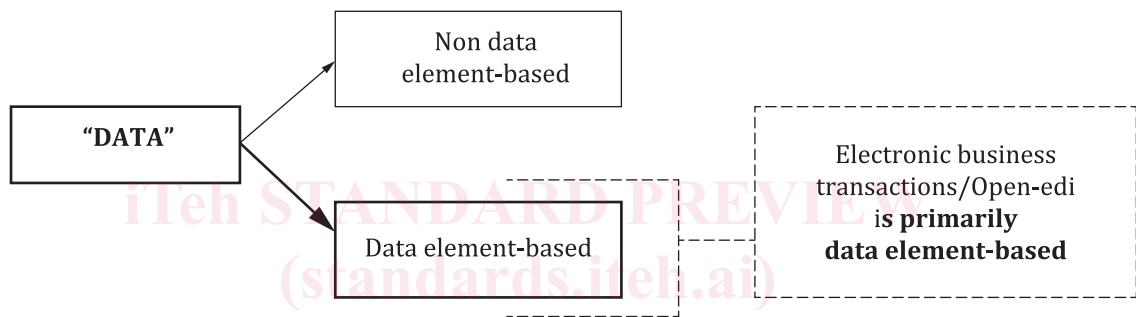 Non data
element-based
“DATA”
Electronic business
transactions/Open-edi
is primarily
data element-based
iTeh STANDARD PREVIEW
Data element-based
(standards.iteh.ai)